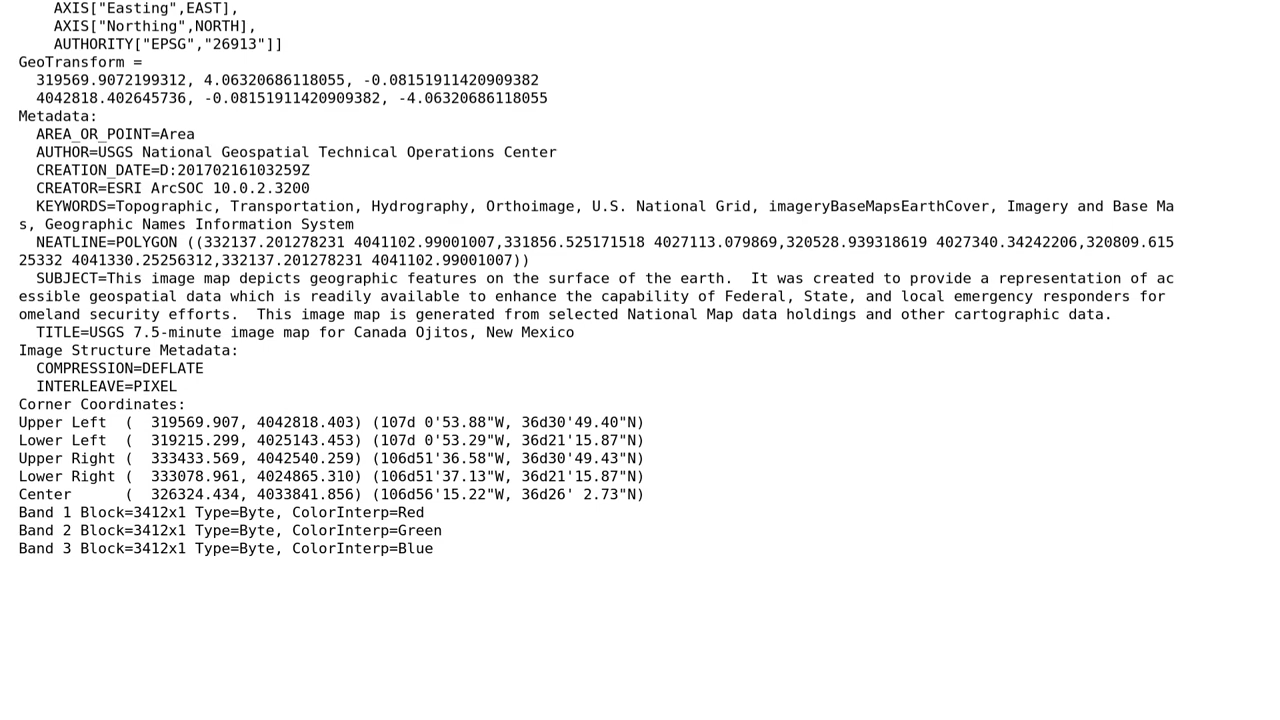 AXIS["Easting",EAST],
AXIS["Northing",NORTH],
AUTHORITY["EPSG","26913"]]
GeoTransform =
319569.9072199312, 4.06320686118055, -0.08151911420909382
4042818.402645736, -0.08151911420909382, -4.06320686118055
Metadata:
AREA_OR_POINT=Area
AUTHOR=USGS National Geospatial Technical Operations Center
CREATION_DATE=D:20170216103259Z
CREATOR=ESRI ArcSOC 10.0.2.3200
KEYWORDS=Topographic, Transportation, Hydrography, Orthoimage, U.S. National Grid, imageryBaseMapsEarthCover, Imagery and Base Ma
s, Geographic Names Information System
NEATLINE=POLYGON ((332137.201278231 4041102.99001007,331856.525171518 4027113.079869,320528.939318619 4027340.34242206,320809.615
25332 4041330.25256312,332137.201278231 4041102.99001007))
SUBJECT=This image map depicts geographic features on the surface of the earth.  It was created to provide a representation of ac
essible geospatial data which is readily available to enhance the capability of Federal, State, and local emergency responders for
omeland security efforts.  This image map is generated from selected National Map data holdings and other cartographic data.
TITLE=USGS 7.5-minute image map for Canada Ojitos, New Mexico
Image Structure Metadata:
COMPRESSION=DEFLATE
INTERLEAVE=PIXEL
Corner Coordinates:
Upper Left  (  319569.907, 4042818.403) (107d 0'53.88"W, 36d30'49.40"N)
Lower Left  (  319215.299, 4025143.453) (107d 0'53.29"W, 36d21'15.87"N)
Upper Right (  333433.569, 4042540.259) (106d51'36.58"W, 36d30'49.43"N)
Lower Right (  333078.961, 4024865.310) (106d51'37.13"W, 36d21'15.87"N)
Center      (  326324.434, 4033841.856) (106d56'15.22"W, 36d26' 2.73"N)
Band 1 Block=3412x1 Type=Byte, ColorInterp=Red
Band 2 Block=3412x1 Type=Byte, ColorInterp=Green
Band 3 Block=3412x1 Type=Byte, ColorInterp=Blue